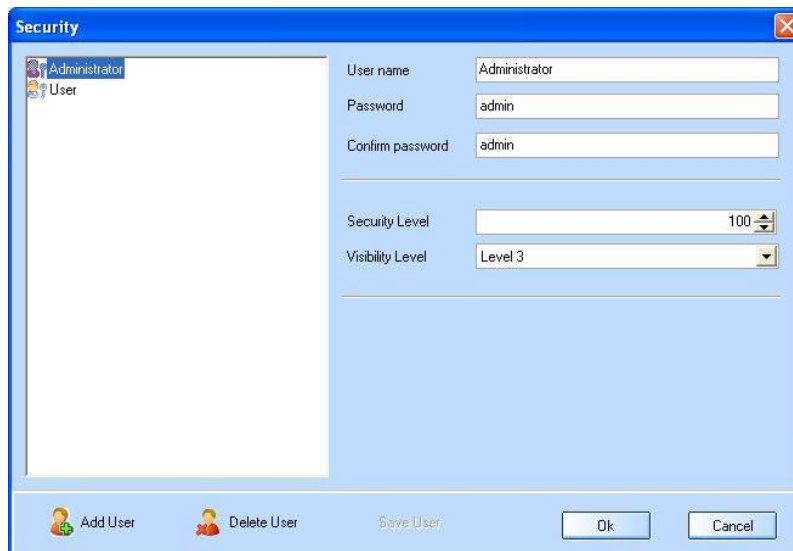 Security
Administrator
User
User name Administrator
Password admin
Confirm password admin
Security Level 100
Visibility Level Level 3
Add User Delete User Save User Ok Cancel